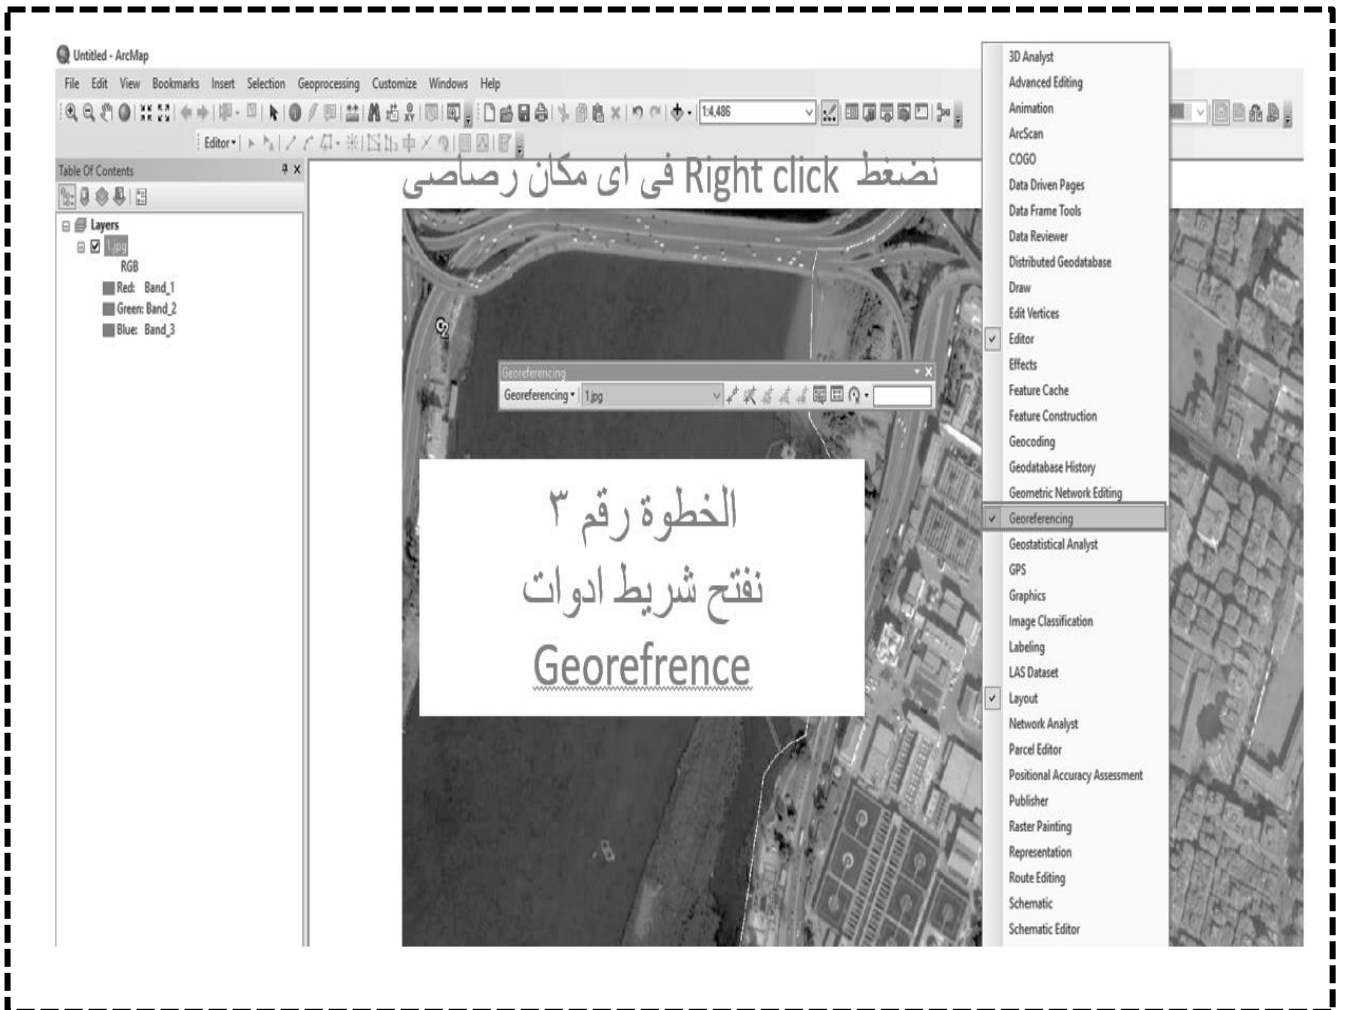 Untitled - ArcMap
File Edit View Bookmarks Insert Selection Geoprocessing Customize Windows Help
1:4,486
Editor
Table Of Contents
نضغط Right click فى اى مكان رصاصى
Layers
1.jpg
RGB
Red: Band_1
Green: Band_2
Blue: Band_3
Georeferencing
Georeferencing 1.jpg
الخطوة رقم ٣
نفتح شريط ادوات
Georefrence
3D Analyst
Advanced Editing
Animation
ArcScan
COGO
Data Driven Pages
Data Frame Tools
Data Reviewer
Distributed Geodatabase
Draw
Edit Vertices
Editor
Effects
Feature Cache
Feature Construction
Geocoding
Geodatabase History
Geometric Network Editing
Georeferencing
Geostatistical Analyst
GPS
Graphics
Image Classification
Labeling
LAS Dataset
Layout
Network Analyst
Parcel Editor
Positional Accuracy Assessment
Publisher
Raster Painting
Representation
Route Editing
Schematic
Schematic Editor